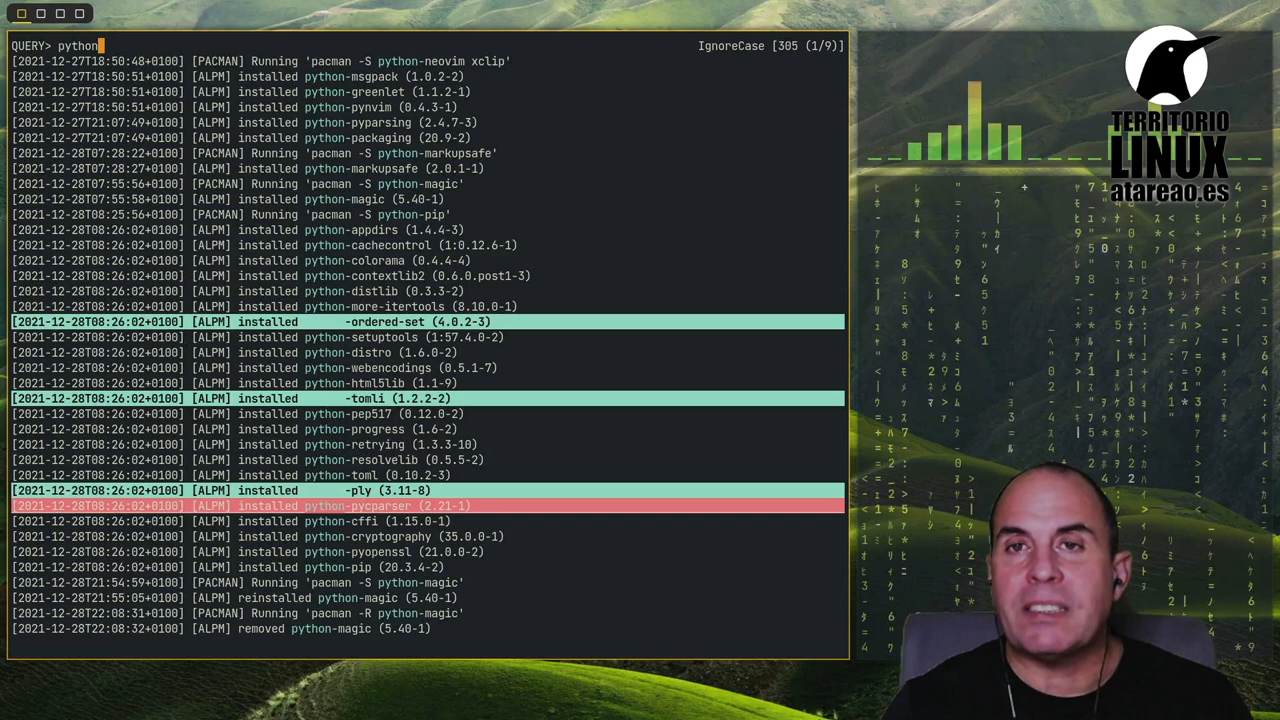 QUERY> python
IgnoreCase [305 (1/9)]
[2021-12-27T18:50:48+0100] [PACMAN] Running 'pacman -S python-neovim xclip'
[2021-12-27T18:50:51+0100] [ALPM] installed python-msgpack (1.0.2-2)
[2021-12-27T18:50:51+0100] [ALPM] installed python-greenlet (1.1.2-1)
[2021-12-27T18:50:51+0100] [ALPM] installed python-pynvim (0.4.3-1)
[2021-12-27T21:07:49+0100] [ALPM] installed python-pyparsing (2.4.7-3)
[2021-12-27T21:07:49+0100] [ALPM] installed python-packaging (20.9-2)
[2021-12-28T07:28:22+0100] [PACMAN] Running 'pacman -S python-markupsafe'
[2021-12-28T07:28:27+0100] [ALPM] installed python-markupsafe (2.0.1-1)
[2021-12-28T07:55:56+0100] [PACMAN] Running 'pacman -S python-magic'
[2021-12-28T07:55:58+0100] [ALPM] installed python-magic (5.40-1)
[2021-12-28T08:25:56+0100] [PACMAN] Running 'pacman -S python-pip'
[2021-12-28T08:26:02+0100] [ALPM] installed python-appdirs (1.4.4-3)
[2021-12-28T08:26:02+0100] [ALPM] installed python-cachecontrol (1:0.12.6-1)
[2021-12-28T08:26:02+0100] [ALPM] installed python-colorama (0.4.4-4)
[2021-12-28T08:26:02+0100] [ALPM] installed python-contextlib2 (0.6.0.post1-3)
[2021-12-28T08:26:02+0100] [ALPM] installed python-distlib (0.3.3-2)
[2021-12-28T08:26:02+0100] [ALPM] installed python-more-itertools (8.10.0-1)
[2021-12-28T08:26:02+0100] [ALPM] installed -ordered-set (4.0.2-3)
[2021-12-28T08:26:02+0100] [ALPM] installed python-setuptools (1:57.4.0-2)
[2021-12-28T08:26:02+0100] [ALPM] installed python-distro (1.6.0-2)
[2021-12-28T08:26:02+0100] [ALPM] installed python-webencodings (0.5.1-7)
[2021-12-28T08:26:02+0100] [ALPM] installed python-html5lib (1.1-9)
[2021-12-28T08:26:02+0100] [ALPM] installed -tomli (1.2.2-2)
[2021-12-28T08:26:02+0100] [ALPM] installed python-pep517 (0.12.0-2)
[2021-12-28T08:26:02+0100] [ALPM] installed python-progress (1.6-2)
[2021-12-28T08:26:02+0100] [ALPM] installed python-retrying (1.3.3-10)
[2021-12-28T08:26:02+0100] [ALPM] installed python-resolvelib (0.5.5-2)
[2021-12-28T08:26:02+0100] [ALPM] installed python-toml (0.10.2-3)
[2021-12-28T08:26:02+0100] [ALPM] installed -ply (3.11-8)
[2021-12-28T08:26:02+0100] [ALPM] installed python-pycparser (2.21-1)
[2021-12-28T08:26:02+0100] [ALPM] installed python-cffi (1.15.0-1)
[2021-12-28T08:26:02+0100] [ALPM] installed python-cryptography (35.0.0-1)
[2021-12-28T08:26:02+0100] [ALPM] installed python-pyopenssl (21.0.0-2)
[2021-12-28T08:26:02+0100] [ALPM] installed python-pip (20.3.4-2)
[2021-12-28T21:54:59+0100] [PACMAN] Running 'pacman -S python-magic'
[2021-12-28T21:55:05+0100] [ALPM] reinstalled python-magic (5.40-1)
[2021-12-28T22:08:31+0100] [PACMAN] Running 'pacman -R python-magic'
[2021-12-28T22:08:32+0100] [ALPM] removed python-magic (5.40-1)
TERRITORIO
LINUX
atareao.es